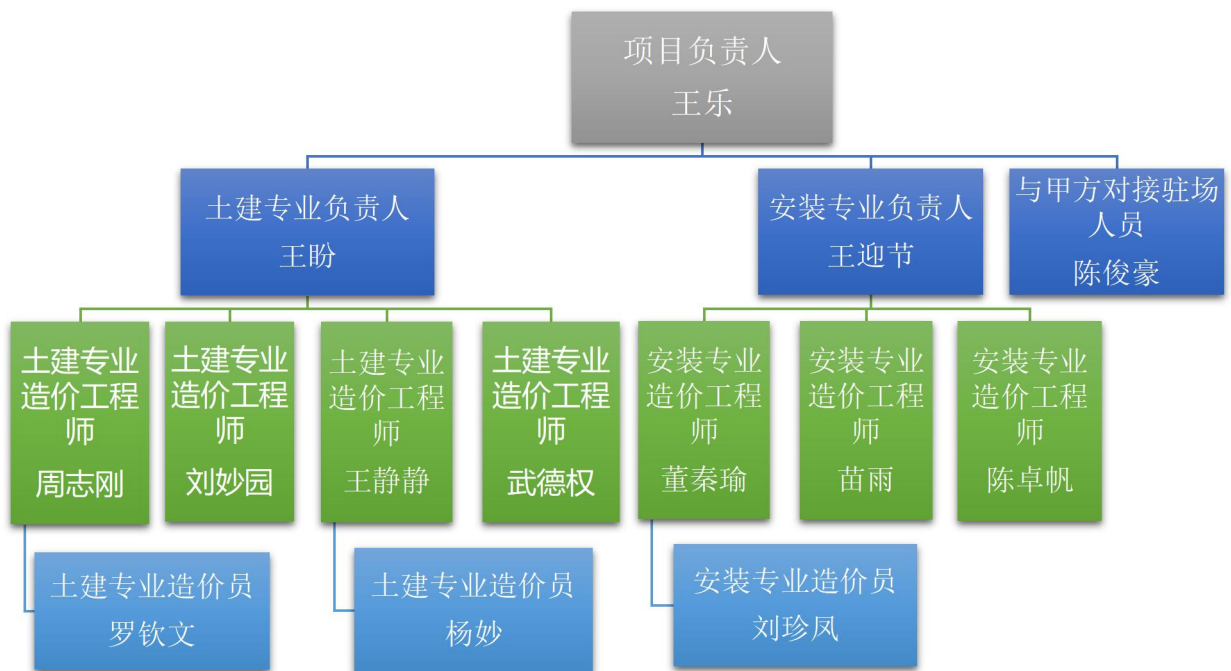 项目负责人
王乐
土建专业负责人
王盼
安装专业负责人
王迎节
与甲方对接驻场
人员
陈俊豪
土建专业
造价工程
师
周志刚
土建专业
造价工程
师
刘妙园
土建专业
造价工程
师
王静静
土建专业
造价工程
师
武德权
安装专业
造价工程
师
董秦瑜
安装专业
造价工程
师
苗雨
安装专业
造价工程
师
陈卓帆
土建专业造价员
罗钦文
土建专业造价员
杨妙
安装专业造价员
刘珍凤